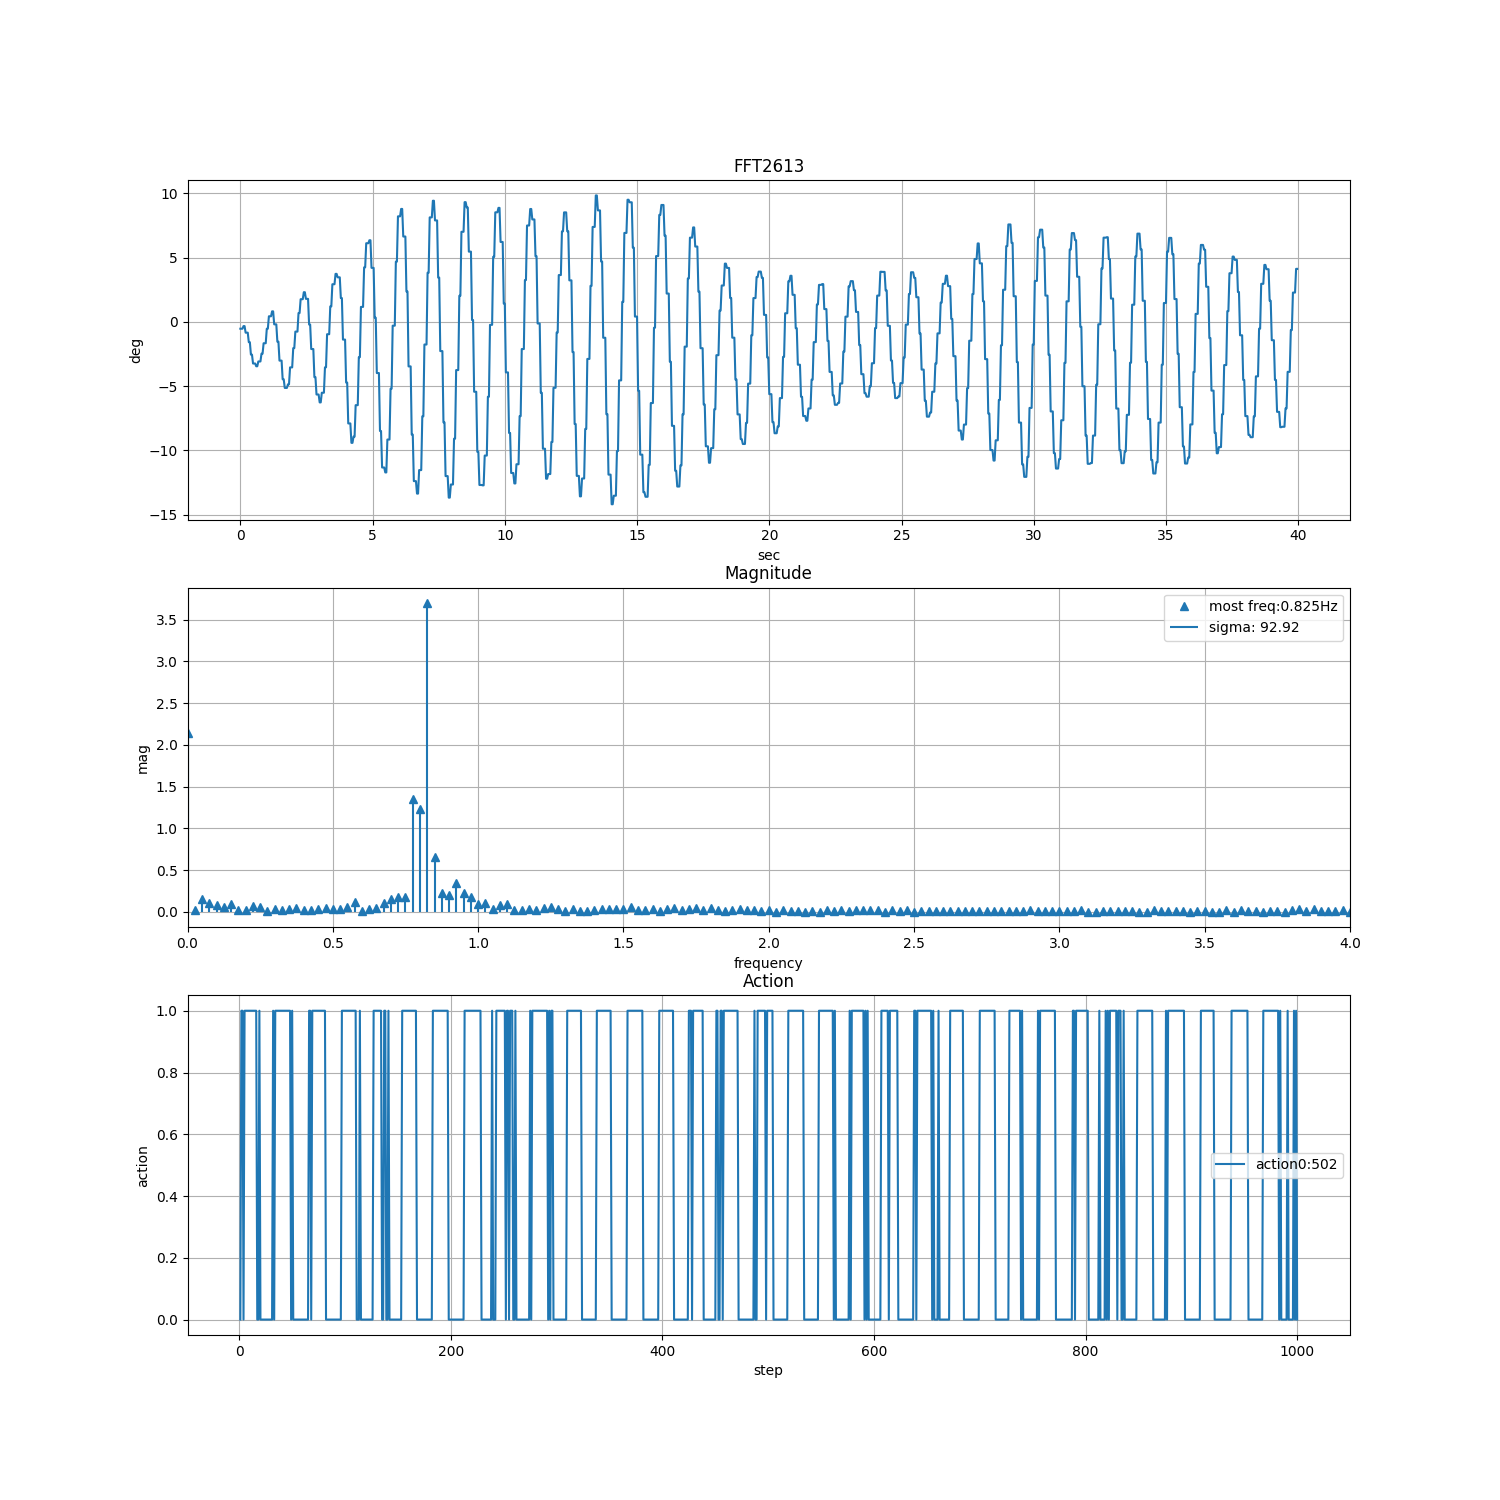 FFT2613
10
5
0
−5
−10
−15
deg
0 5 10 15 20 25 30 35 40
sec
Magnitude
most freq:0.825Hz
sigma: 92.92
3.5
3.0
2.5
2.0
1.5
1.0
0.5
0.0
mag
0.0 0.5 1.0 1.5 2.0 2.5 3.0 3.5 4.0
frequency
Action
1.0
0.8
0.6
0.4
0.2
0.0
action
action0:502
0 200 400 600 800 1000
step